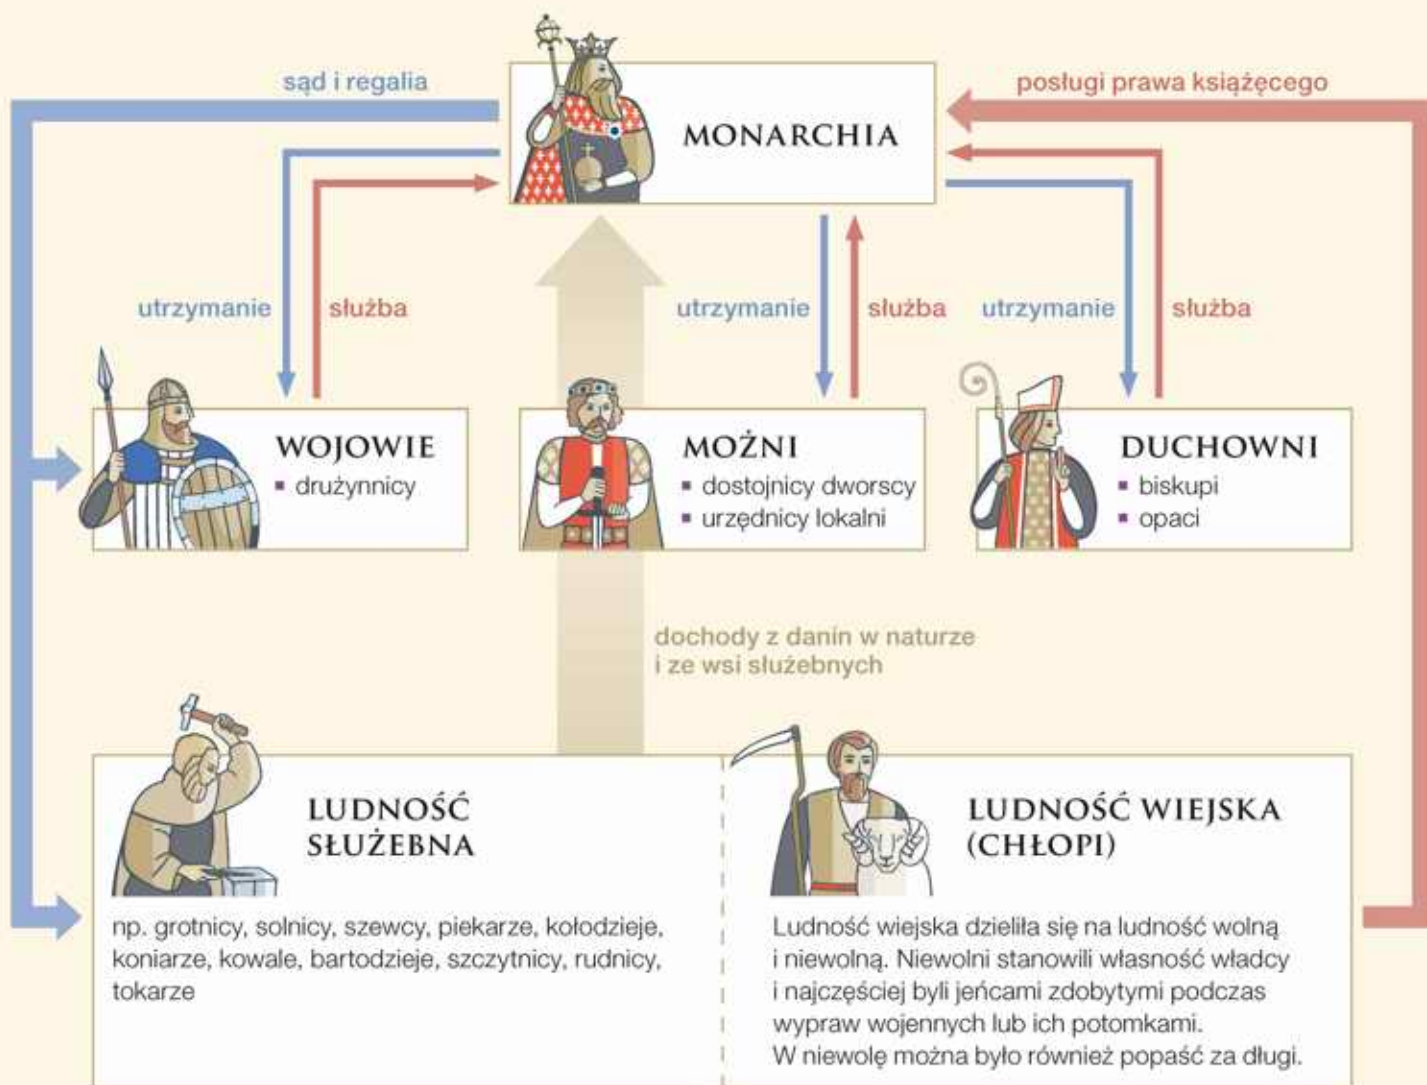 sąd i regalia
posługi prawa książęcego
MONARCHIA
utrzymanie
służba
utrzymanie
służba
utrzymanie
służba
WOJOWIE
▪ drużynnicy
MOŻNI
▪ dostojnicy dworscy
▪ urzędnicy lokalni
DUCHOWNI
▪ biskupi
▪ opaci
dochody z danin w naturze
i ze wsi służebnych
LUDNOŚĆ
SŁUŻEBNA
np. grotnicy, solnicy, szewcy, piekarze, kołodzieje,
koniarze, kowale, bartodzieje, szczytnicy, rudnicy,
tokarze
LUDNOŚĆ WIEJSKA
(CHŁOPI)
Ludność wiejska dzieliła się na ludność wolną
i niewolną. Niewolni stanowili własność władcy
i najczęściej byli jeńcami zdobytymi podczas
wypraw wojennych lub ich potomkami.
W niewolę można było również popaść za długi.